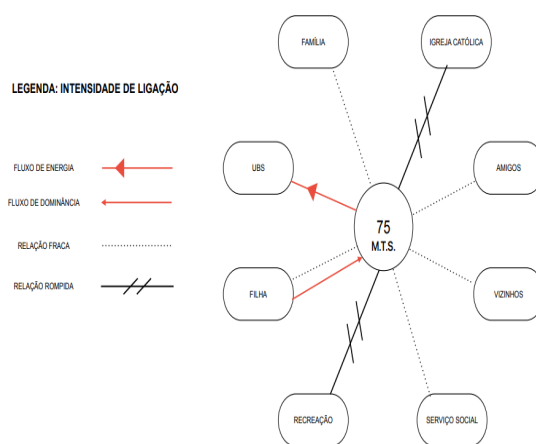 FAMÍLIA
IGREJA CATÓLICA
LEGENDA: INTENSIDADE DE LIGAÇÃO
FLUXO DE ENERGIA
UBS
AMIGOS
FLUXO DE DOMINÂNCIA
75
M.T.S.
RELAÇÃO FRACA
RELAÇÃO ROMPIDA
FILHA
VIZINHOS
RECREAÇÃO
SERVIÇO SOCIAL